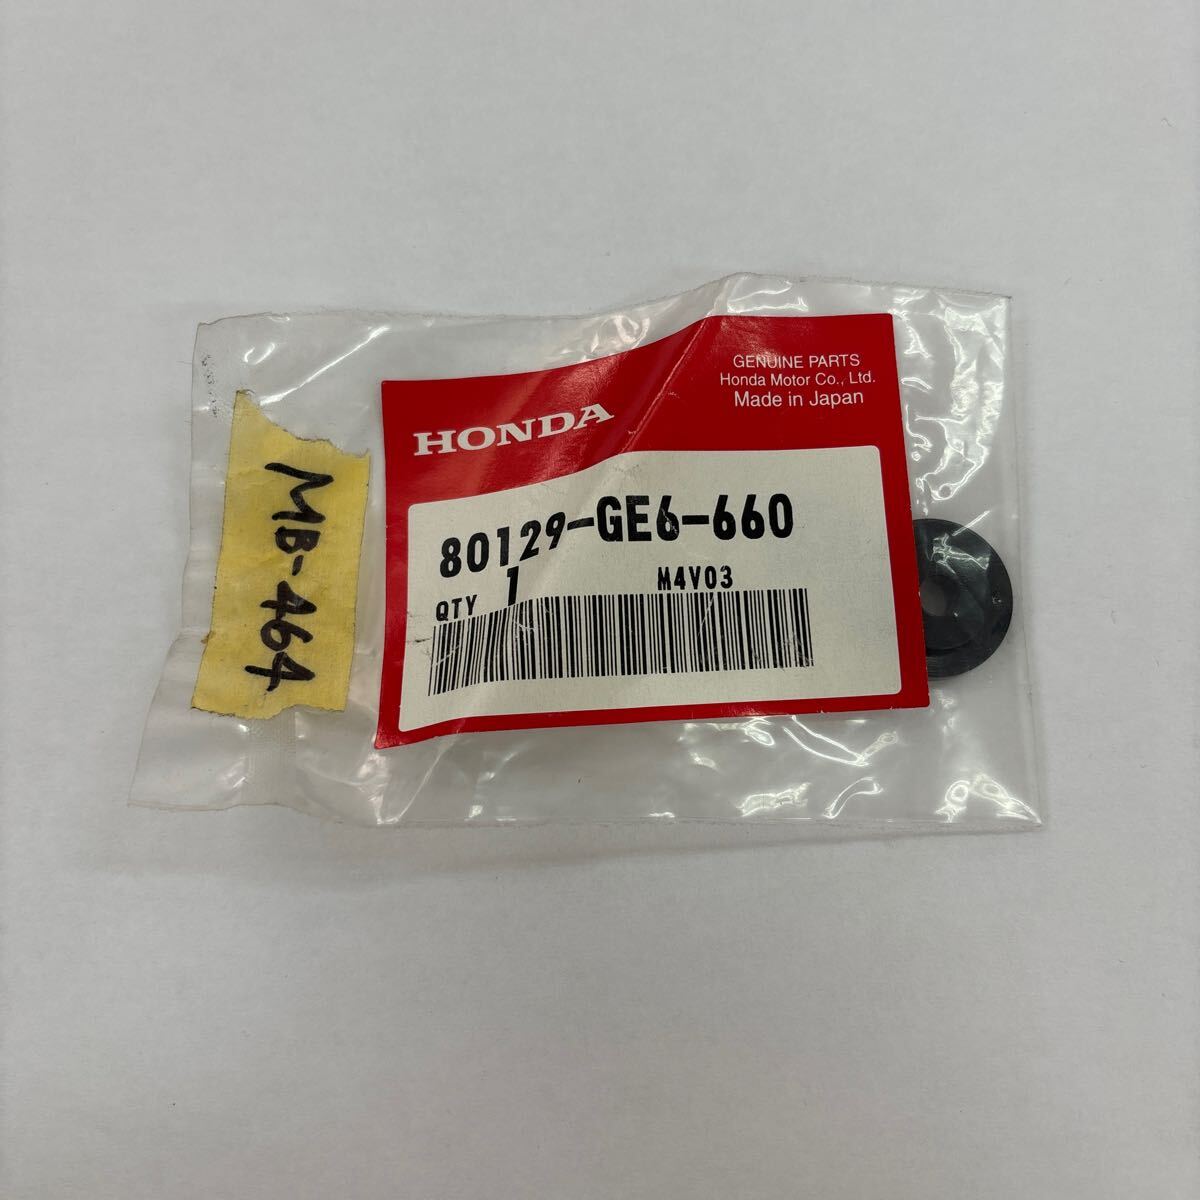 MB-464
HONDA
GENUINE PARTS
Honda Motor Co., Ltd.
Made in Japan
80129-GE6-660
QTY 1 M4V03